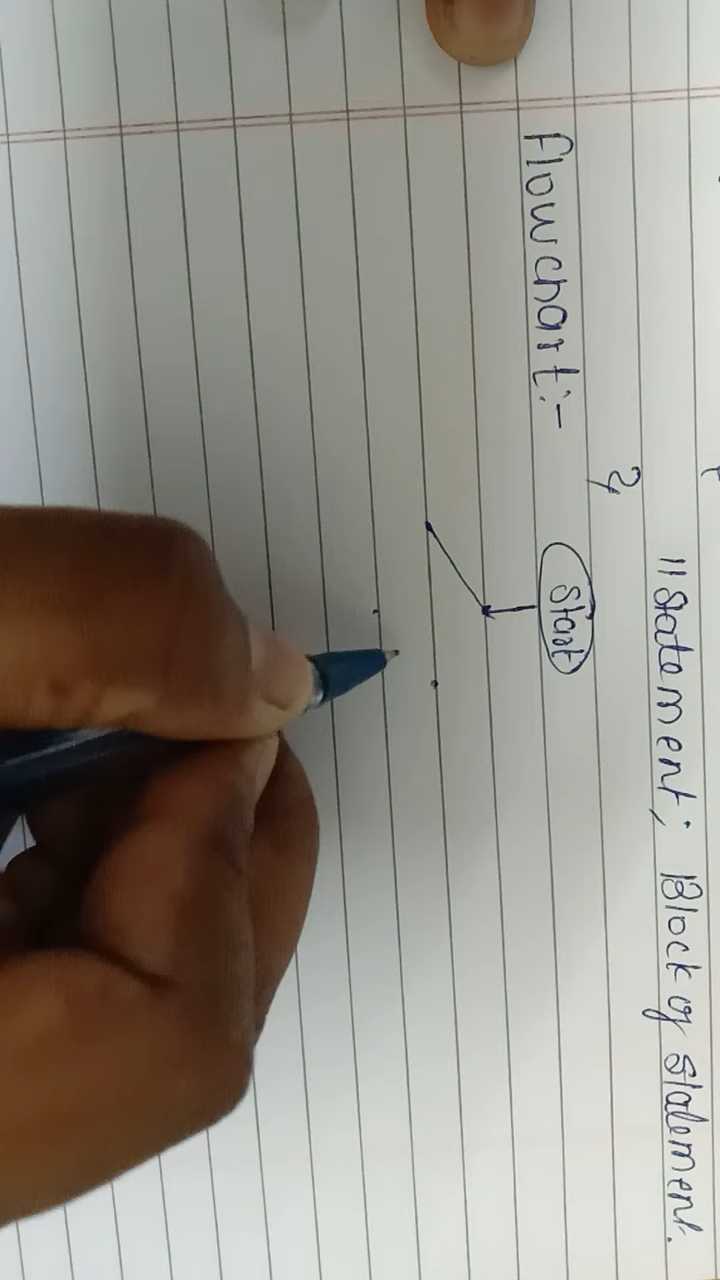 // Statement; Block of Statement.
}
flowchart:-
Start